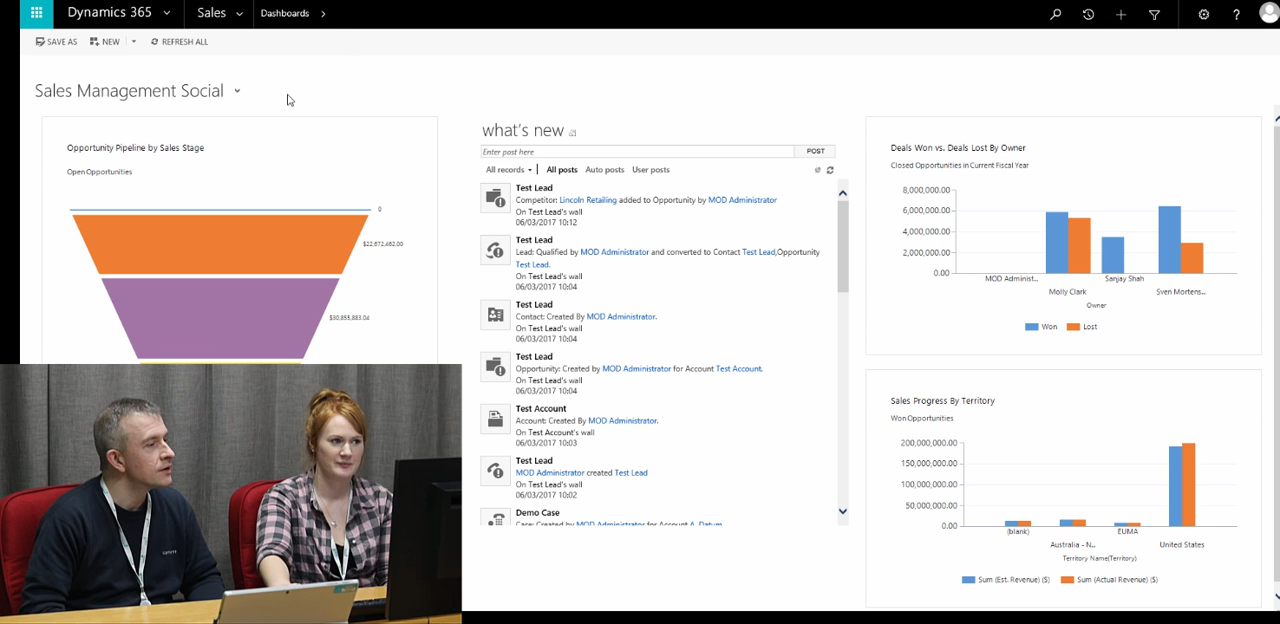 Dynamics 365
Sales
Dashboards
SAVE AS
NEW
REFRESH ALL
Sales Management Social
Opportunity Pipeline by Sales Stage
Open Opportunities
0
$22,672,462.00
$30,855,883.04
what's new
Enter post here
POST
All records
All posts Auto posts User posts
Test Lead
Competitor: Lincoln Retailing added to Opportunity by MOD Administrator
On Test Lead's wall
06/03/2017 10:12
Test Lead
Lead: Qualified by MOD Administrator and converted to Contact Test Lead,Opportunity
Test Lead.
On Test Lead's wall
06/03/2017 10:04
Test Lead
Contact: Created By MOD Administrator.
On Test Lead's wall
06/03/2017 10:04
Test Lead
Opportunity: Created by MOD Administrator for Account Test Account.
On Test Lead's wall
06/03/2017 10:04
Test Account
Account: Created By MOD Administrator.
On Test Account's wall
06/03/2017 10:03
Test Lead
MOD Administrator created Test Lead
On Test Lead's wall
06/03/2017 10:02
Demo Case
Case: Created by MOD Administrator for Account A. Datum
Deals Won vs. Deals Lost By Owner
Closed Opportunities in Current Fiscal Year
8,000,000.00
6,000,000.00
4,000,000.00
2,000,000.00
0.00
MOD Administ... Sanjay Shah
Molly Clark Sven Mortens...
Owner
Won Lost
Sales Progress By Territory
Won Opportunities
200,000,000.00
150,000,000.00
100,000,000.00
50,000,000.00
0.00
(blank) EUMA
Australia - N... United States
Territory Name(Territory)
Sum (Est. Revenue) ($) Sum (Actual Revenue) ($)